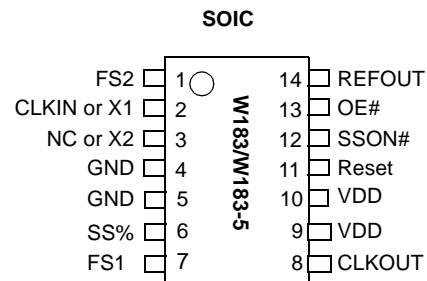 SOIC
FS2 1 14 REFOUT
CLKIN or X1 2 13 OE#
NC or X2 3 12 SSON#
GND 4 11 Reset
GND 5 10 VDD
SS% 6 9 VDD
FS1 7 8 CLKOUT
W183/W183-5